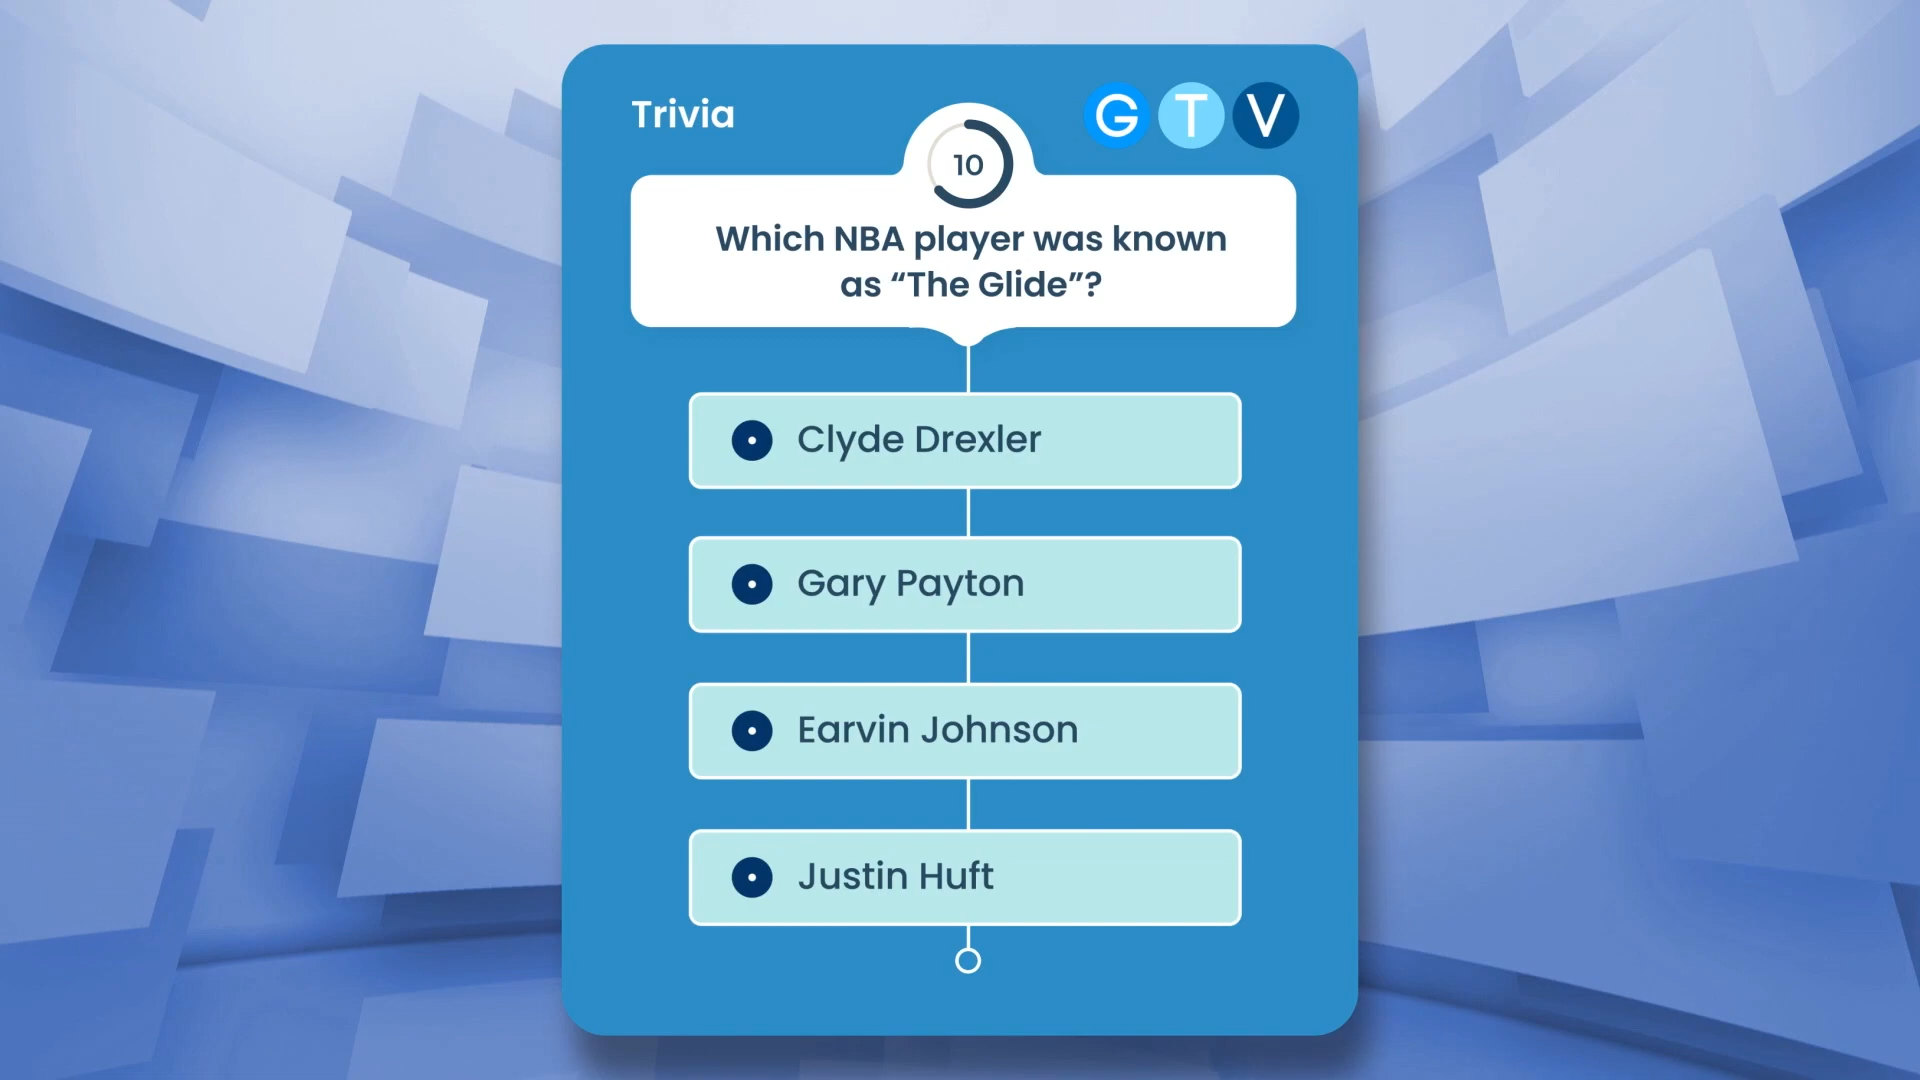 Trivia
G T V
10
Which NBA player was known
as “The Glide”?
Clyde Drexler
Gary Payton
Earvin Johnson
Justin Huft